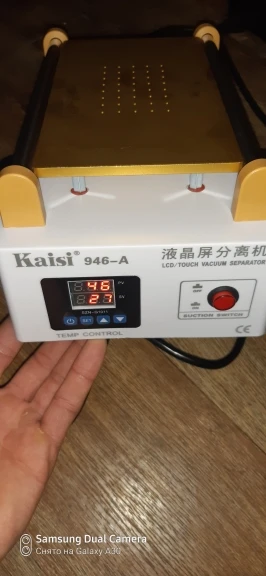 Kaisi® 946-A
液晶屏分离机
LCD/TOUCH VACUUM SEPARATOR
46 PV
27 SV
SET
TEMP CONTROL
SUCTION SWITCH
CE
Samsung Dual Camera
Снято на Galaxy A30